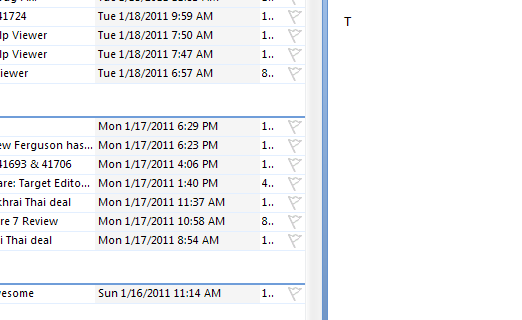 41724 Tue 1/18/2011 9:59 AM 1..
lp Viewer Tue 1/18/2011 7:50 AM 1..
lp Viewer Tue 1/18/2011 7:47 AM 1..
iewer Tue 1/18/2011 6:57 AM 8..
Mon 1/17/2011 6:29 PM 1..
ew Ferguson has... Mon 1/17/2011 6:23 PM 1..
41693 & 41706 Mon 1/17/2011 4:06 PM 1..
are: Target Edito... Mon 1/17/2011 1:40 PM 4..
chrai Thai deal Mon 1/17/2011 11:37 AM 1..
re 7 Review Mon 1/17/2011 10:58 AM 8..
i Thai deal Mon 1/17/2011 8:54 AM 1..
vesome Sun 1/16/2011 11:14 AM 1..
T